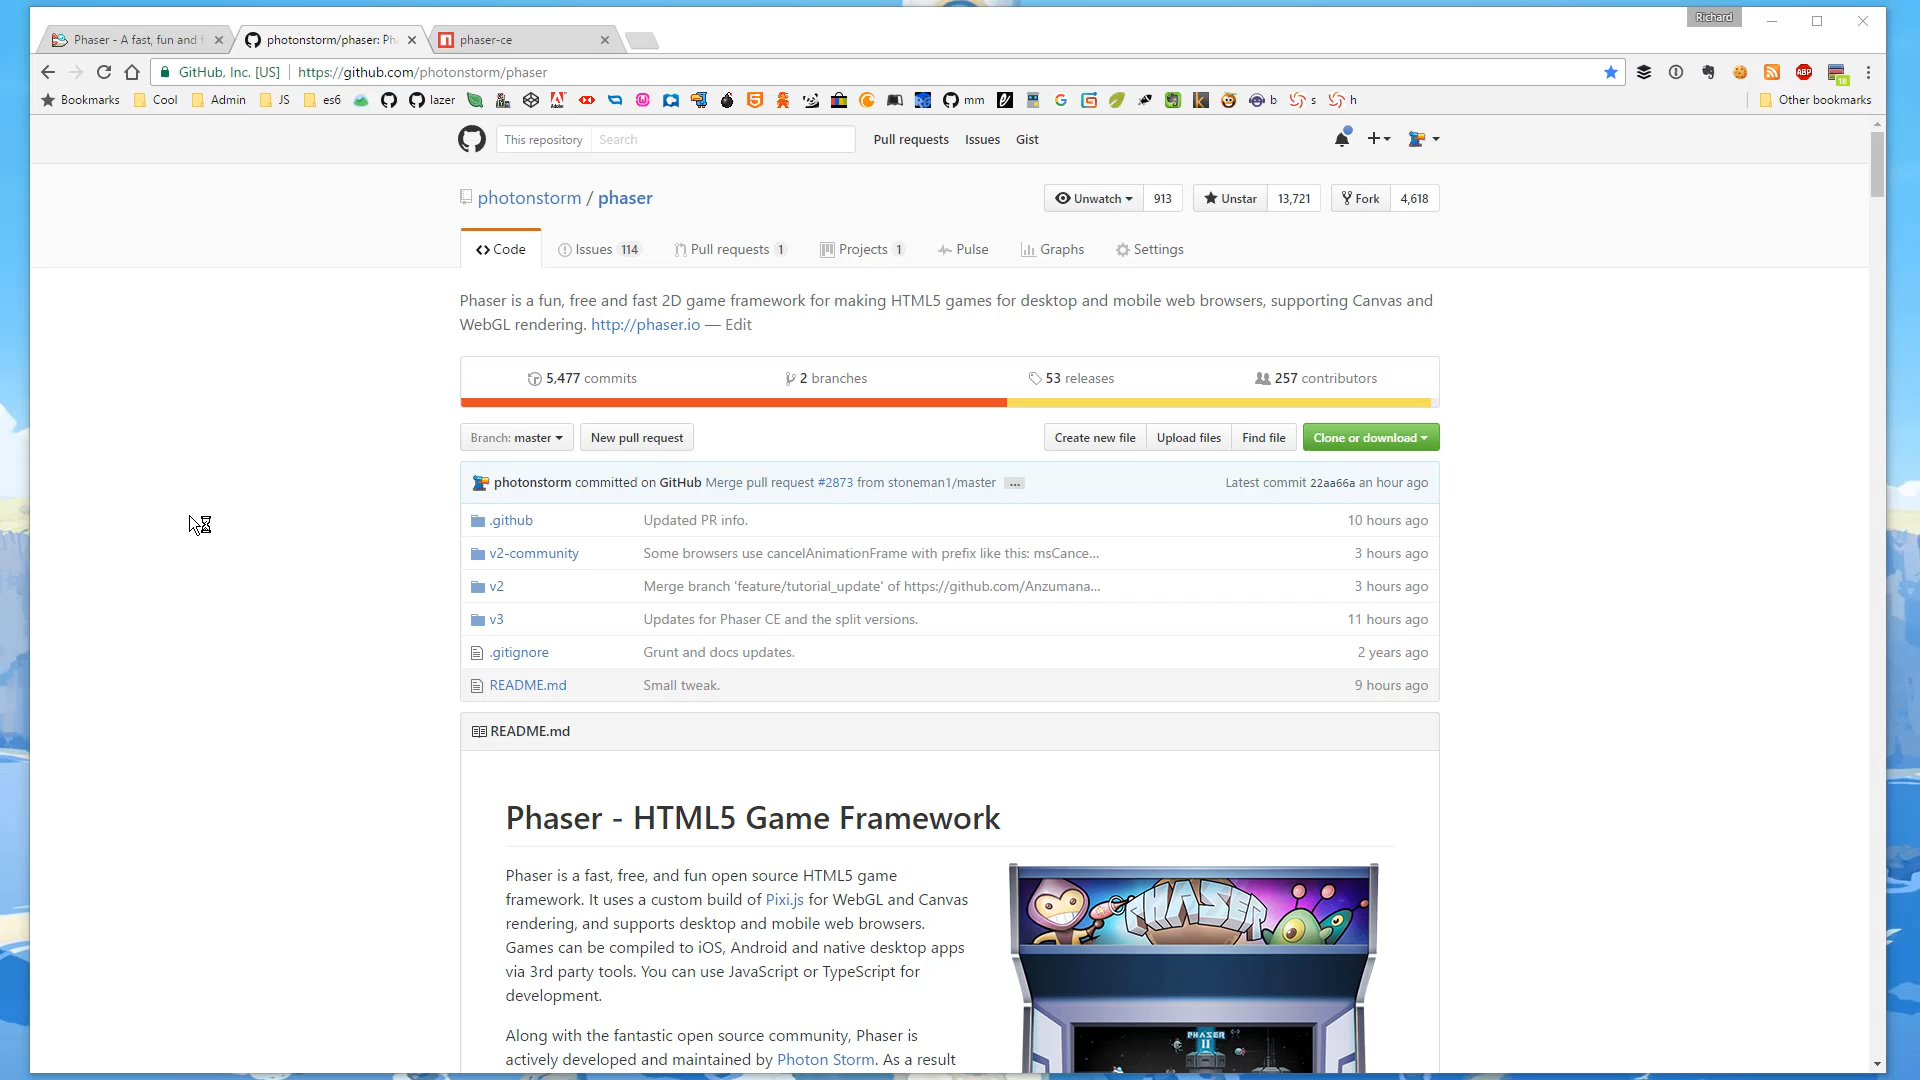 Richard
Phaser - A fast, fun and f
photonstorm/phaser: Ph
phaser-ce
GitHub, Inc. [US] https://github.com/photonstorm/phaser
Bookmarks Cool Admin JS es6 lazer mm b s h Other bookmarks
This repository Search Pull requests Issues Gist
photonstorm / phaser Unwatch 913 Unstar 13,721 Fork 4,618
Code Issues 114 Pull requests 1 Projects 1 Pulse Graphs Settings
Phaser is a fun, free and fast 2D game framework for making HTML5 games for desktop and mobile web browsers, supporting Canvas and
WebGL rendering. http://phaser.io — Edit
5,477 commits 2 branches 53 releases 257 contributors
Branch: master New pull request Create new file Upload files Find file Clone or download
photonstorm committed on GitHub Merge pull request #2873 from stoneman1/master ... Latest commit 22aa66a an hour ago
.github Updated PR info. 10 hours ago
v2-community Some browsers use cancelAnimationFrame with prefix like this: msCance... 3 hours ago
v2 Merge branch 'feature/tutorial_update' of https://github.com/Anzumana... 3 hours ago
v3 Updates for Phaser CE and the split versions. 11 hours ago
.gitignore Grunt and docs updates. 2 years ago
README.md Small tweak. 9 hours ago
README.md
Phaser - HTML5 Game Framework
Phaser is a fast, free, and fun open source HTML5 game
framework. It uses a custom build of Pixi.js for WebGL and Canvas
rendering, and supports desktop and mobile web browsers.
Games can be compiled to iOS, Android and native desktop apps
via 3rd party tools. You can use JavaScript or TypeScript for
development.
Along with the fantastic open source community, Phaser is
actively developed and maintained by Photon Storm. As a result
PHASER
PHASER
II